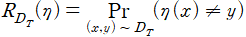 R_{D_T}(η) = Pr_{(x,y) ~ D_T} (η(x) ≠ y)